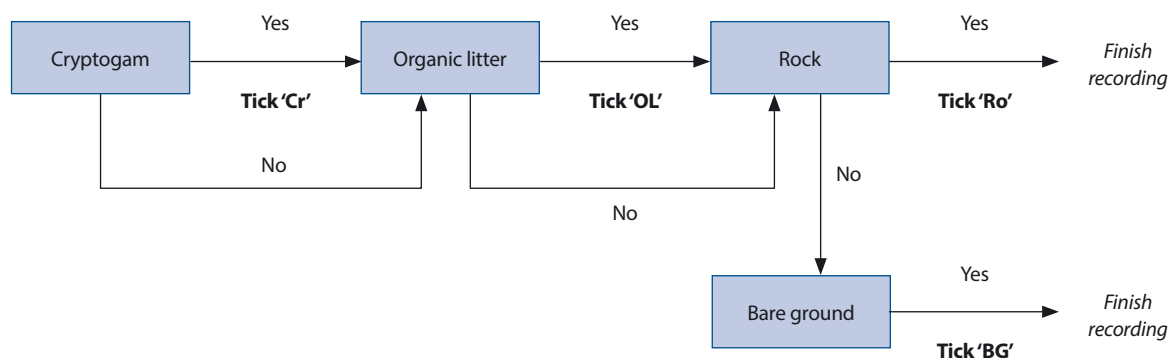 Yes
Yes
Yes
Cryptogam
Organic litter
Rock
Finish
recording
Tick ‘Cr’
Tick ‘OL’
Tick ‘Ro’
No
No
No
Yes
Bare ground
Finish
recording
Tick ‘BG’